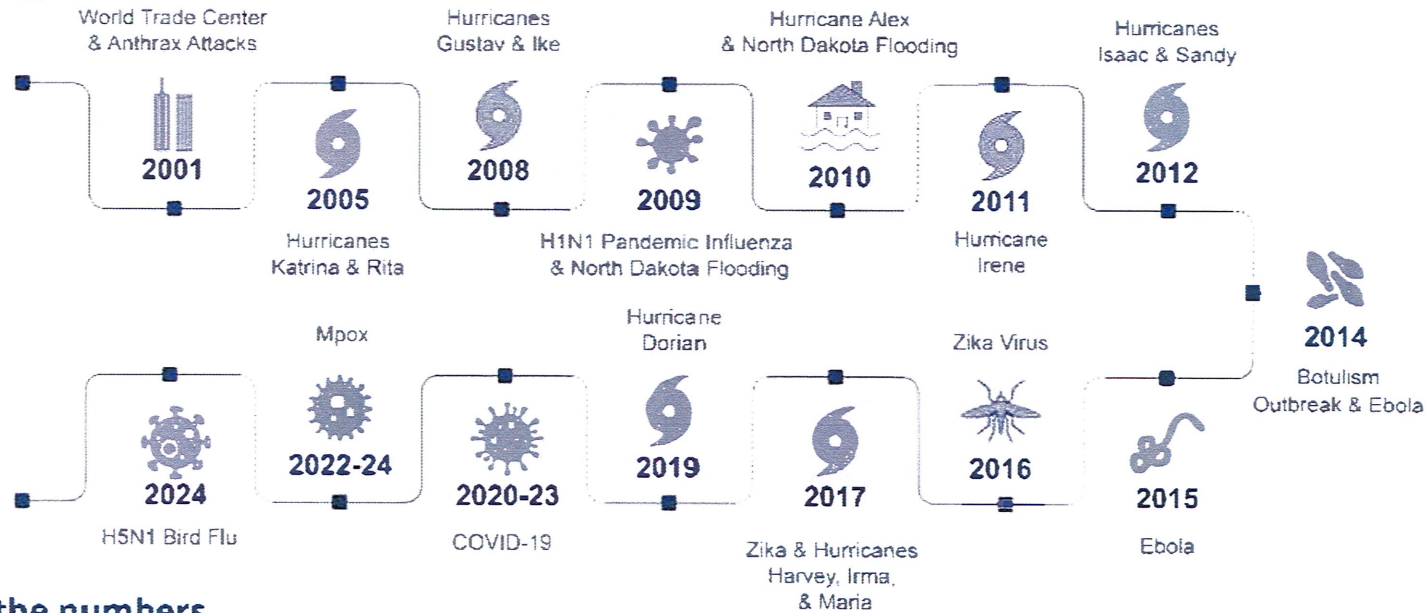 World Trade Center
& Anthrax Attacks
2001
2005
Hurricanes
Katrina & Rita
Hurricanes
Gustav & Ike
2008
2009
H1N1 Pandemic Influenza
& North Dakota Flooding
Hurricane Alex
& North Dakota Flooding
2010
2011
Hurricane
Irene
Hurricanes
Isaac & Sandy
2012
2014
Botulism
Outbreak & Ebola
2015
Ebola
Zika Virus
2016
2017
Zika & Hurricanes
Harvey, Irma,
& Maria
Hurricane
Dorian
2019
2020-23
COVID-19
Mpox
2022-24
2024
H5N1 Bird Flu
the numbers